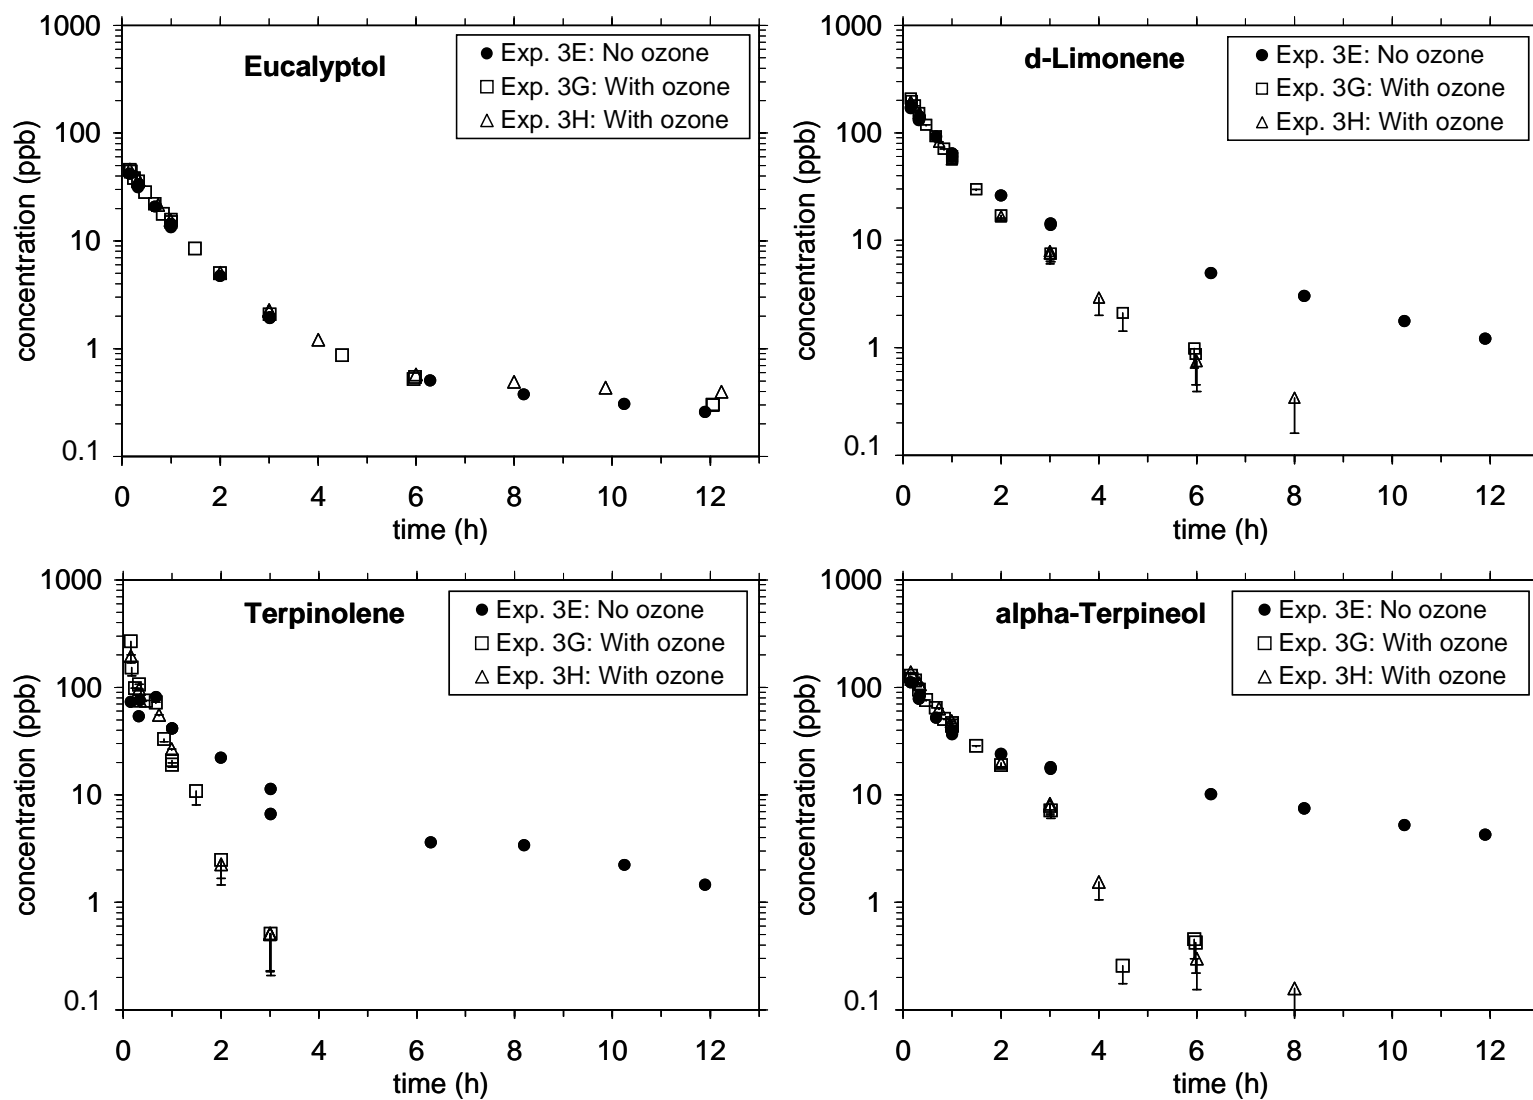 Eucalyptol
Exp. 3E: No ozone
Exp. 3G: With ozone
Exp. 3H: With ozone
concentration (ppb)
1000
100
10
1
0.1
0 2 4 6 8 10 12
time (h)
d-Limonene
Exp. 3E: No ozone
Exp. 3G: With ozone
Exp. 3H: With ozone
concentration (ppb)
1000
100
10
1
0.1
0 2 4 6 8 10 12
time (h)
Terpinolene
Exp. 3E: No ozone
Exp. 3G: With ozone
Exp. 3H: With ozone
concentration (ppb)
1000
100
10
1
0.1
0 2 4 6 8 10 12
time (h)
alpha-Terpineol
Exp. 3E: No ozone
Exp. 3G: With ozone
Exp. 3H: With ozone
concentration (ppb)
1000
100
10
1
0.1
0 2 4 6 8 10 12
time (h)